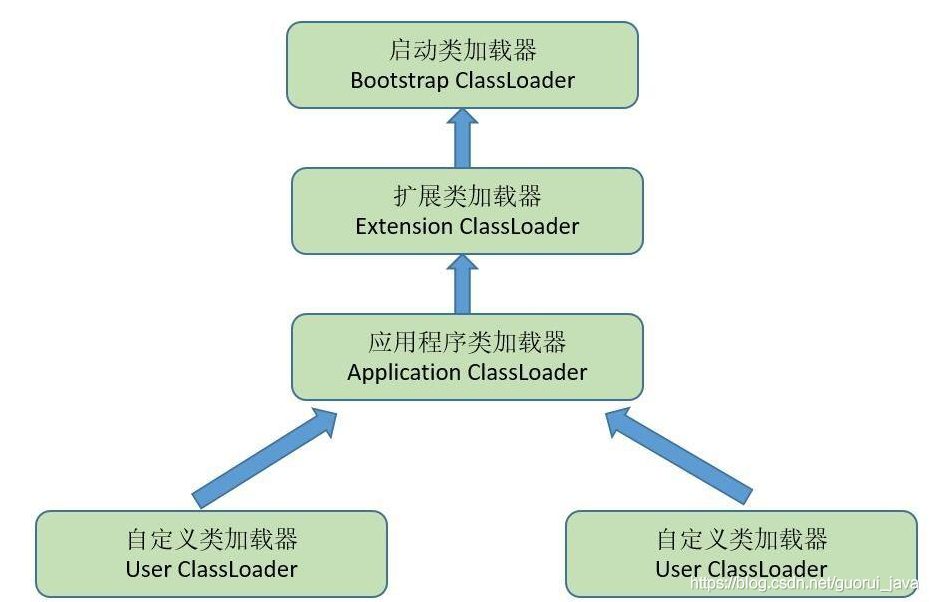 启动类加载器
Bootstrap ClassLoader
扩展类加载器
Extension ClassLoader
应用程序类加载器
Application ClassLoader
自定义类加载器
User ClassLoader
自定义类加载器
User ClassLoader
https://blog.csdn.net/guorui_java